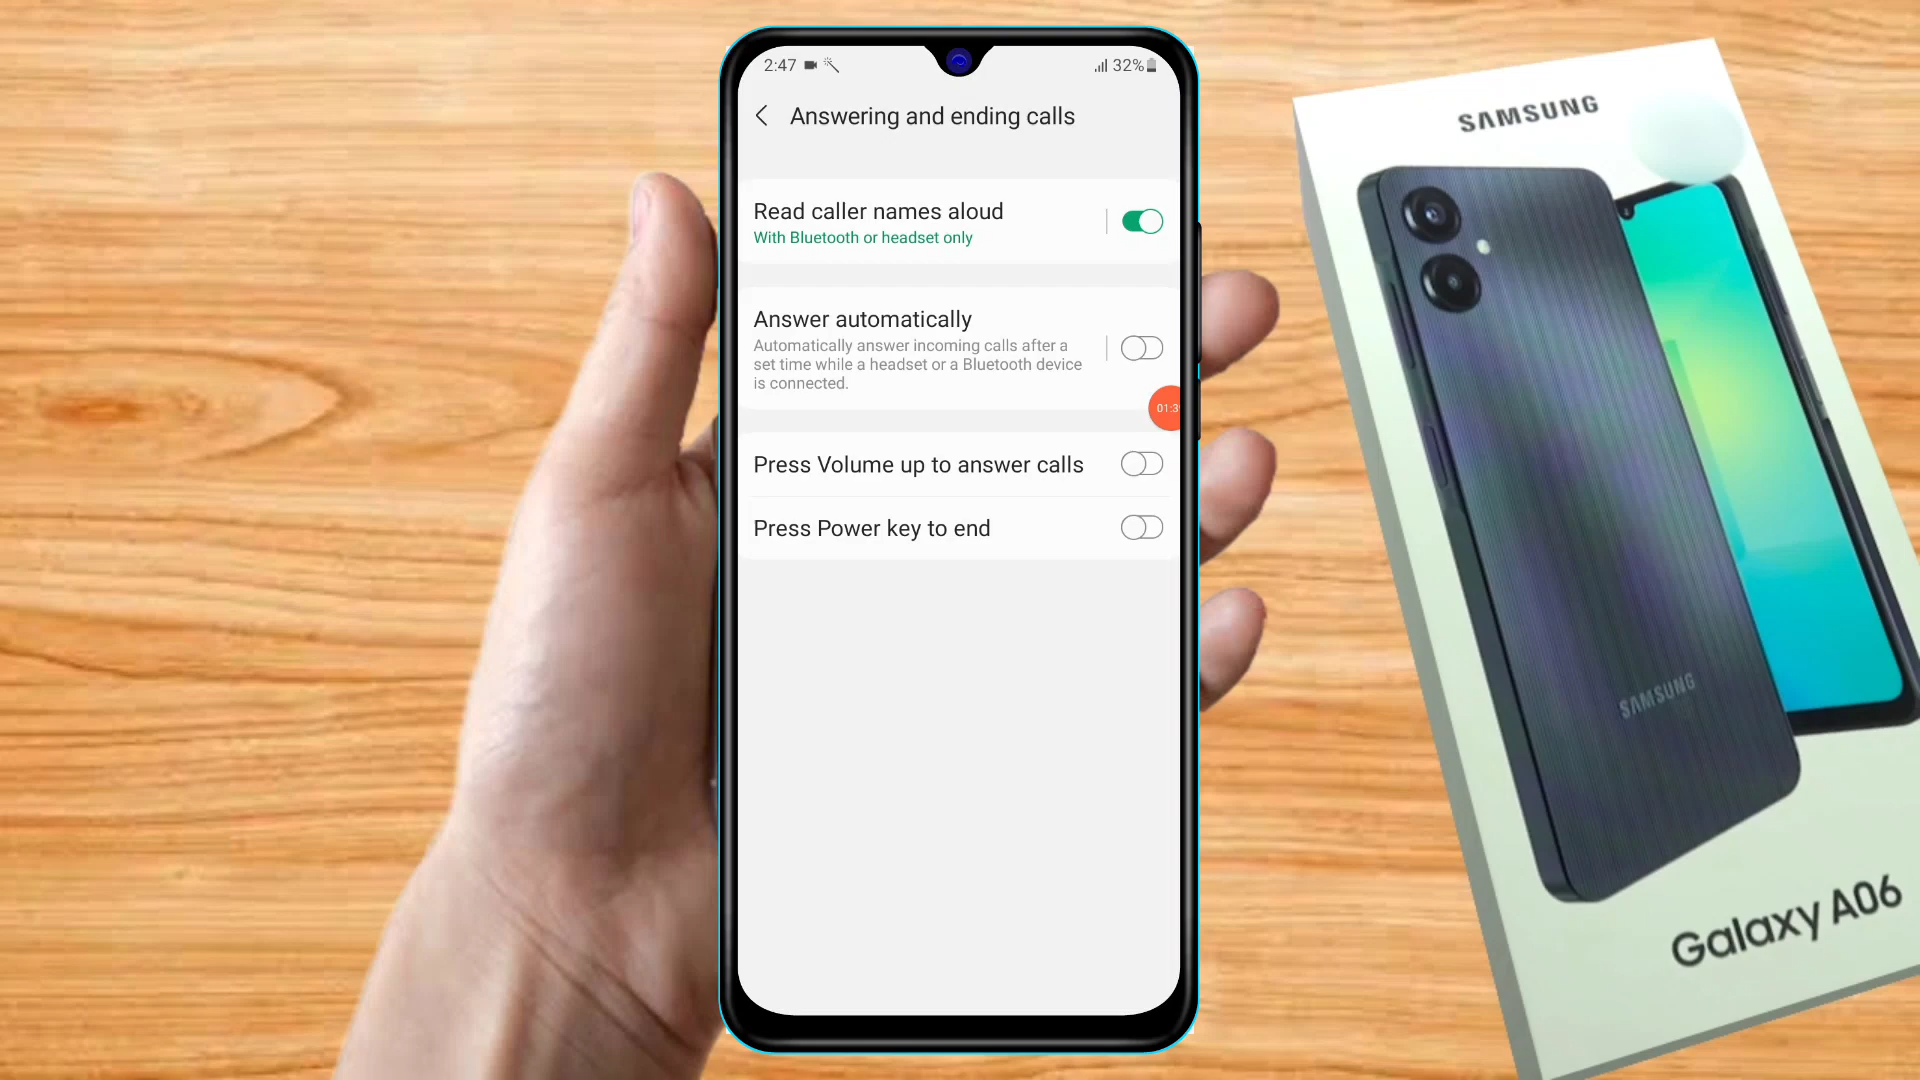 2:47
32%
Answering and ending calls
Read caller names aloud
With Bluetooth or headset only
Answer automatically
Automatically answer incoming calls after a
set time while a headset or a Bluetooth device
is connected.
Press Volume up to answer calls
Press Power key to end
SAMSUNG
SAMSUNG
Galaxy A06